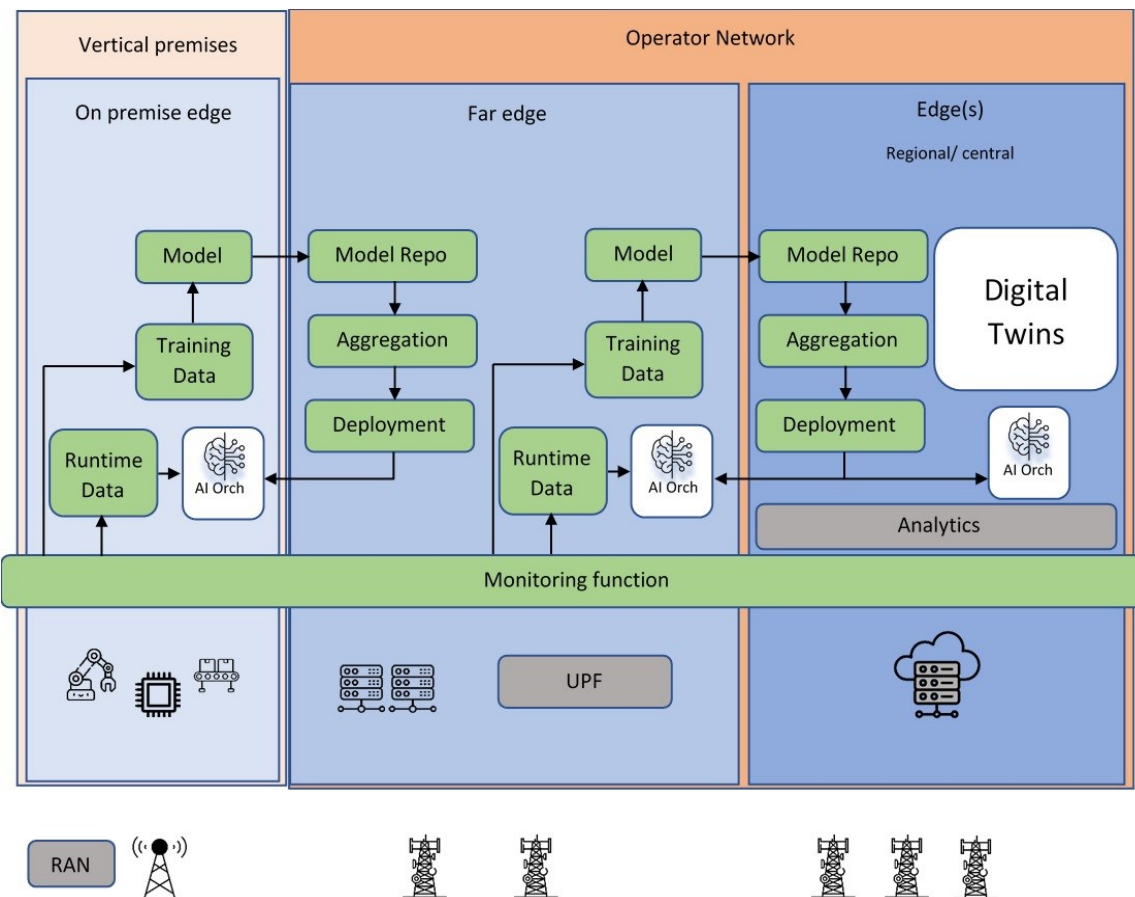 Vertical premises
Operator Network
On premise edge
Far edge
Edge(s)
Regional/ central
Model
Model Repo
Model
Model Repo
Digital
Twins
Training
Data
Aggregation
Training
Data
Aggregation
Deployment
Deployment
Runtime
Data
AI Orch
Runtime
Data
AI Orch
AI Orch
Analytics
Monitoring function
UPF
RAN